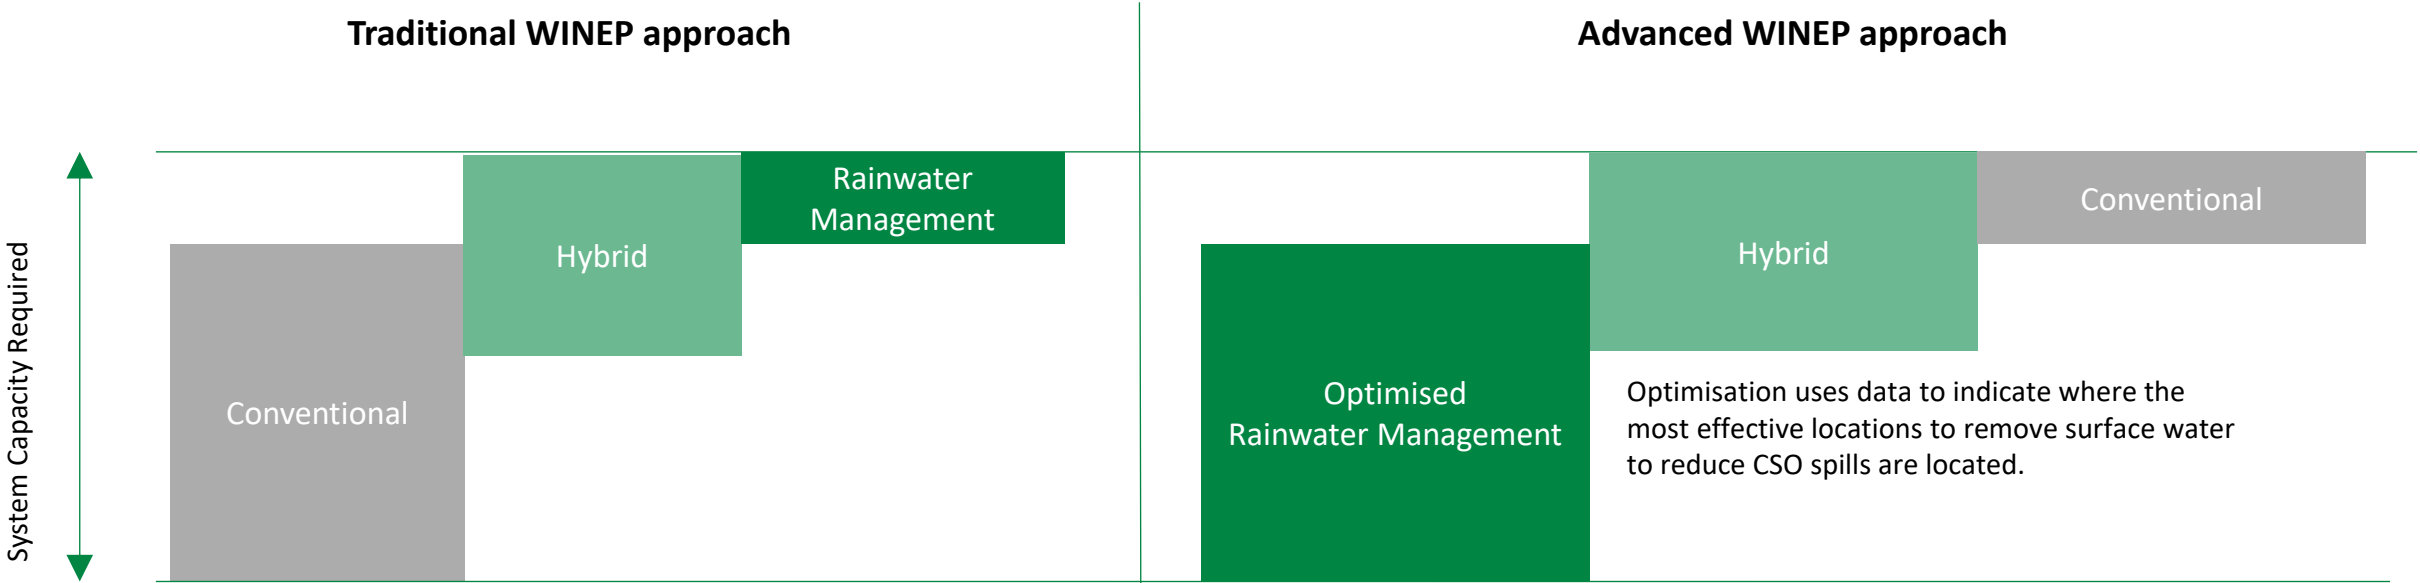 Traditional WINEP approach
Advanced WINEP approach
System Capacity Required
Conventional
Hybrid
Rainwater
Management
Optimised
Rainwater Management
Hybrid
Conventional
Optimisation uses data to indicate where the
most effective locations to remove surface water
to reduce CSO spills are located.